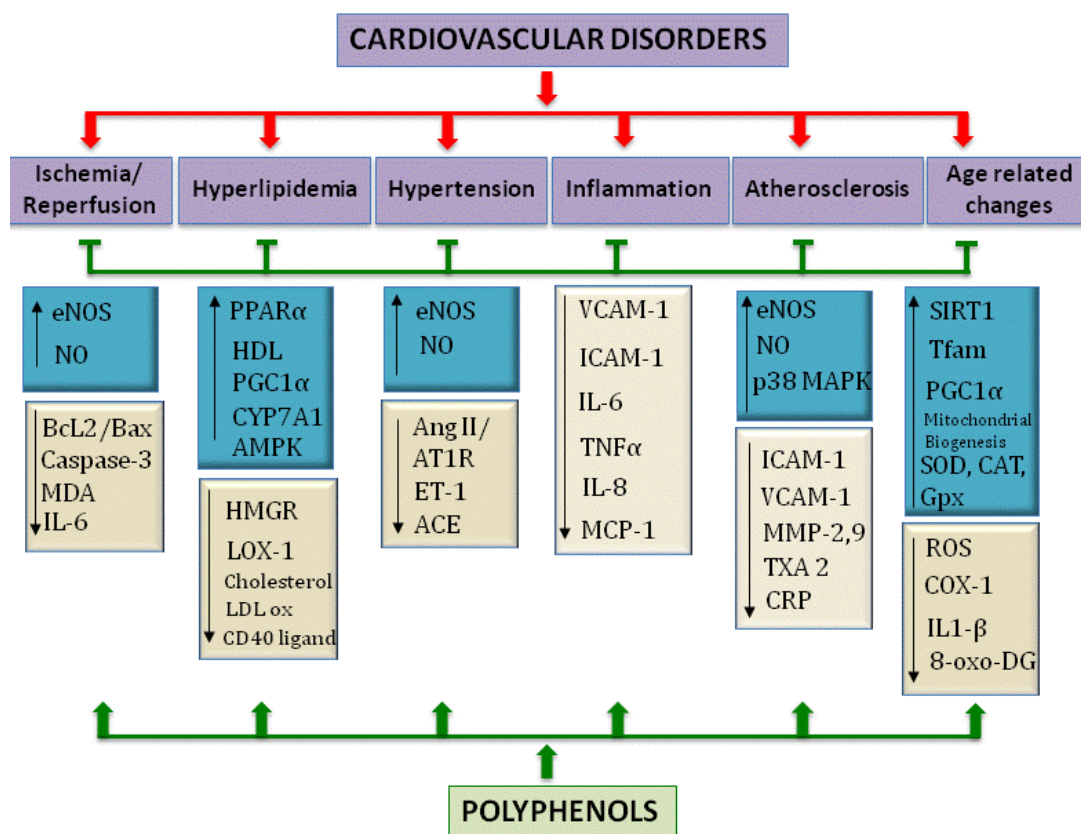 CARDIOVASCULAR DISORDERS
Ischemia/
Reperfusion
Hyperlipidemia
Hypertension
Inflammation
Atherosclerosis
Age related
changes
eNOS
NO
BcL2/Bax
Caspase-3
MDA
IL-6
PPARα
HDL
PGC1α
CYP7A1
AMPK
HMGR
LOX-1
Cholesterol
LDL ox
CD40 ligand
eNOS
NO
Ang II/
AT1R
ET-1
ACE
VCAM-1
ICAM-1
IL-6
TNFα
IL-8
MCP-1
eNOS
NO
p38 MAPK
ICAM-1
VCAM-1
MMP-2,9
TXA 2
CRP
SIRT1
Tfam
PGC1α
Mitochondrial
Biogenesis
SOD, CAT,
Gpx
ROS
COX-1
IL1-β
8-oxo-DG
POLYPHENOLS